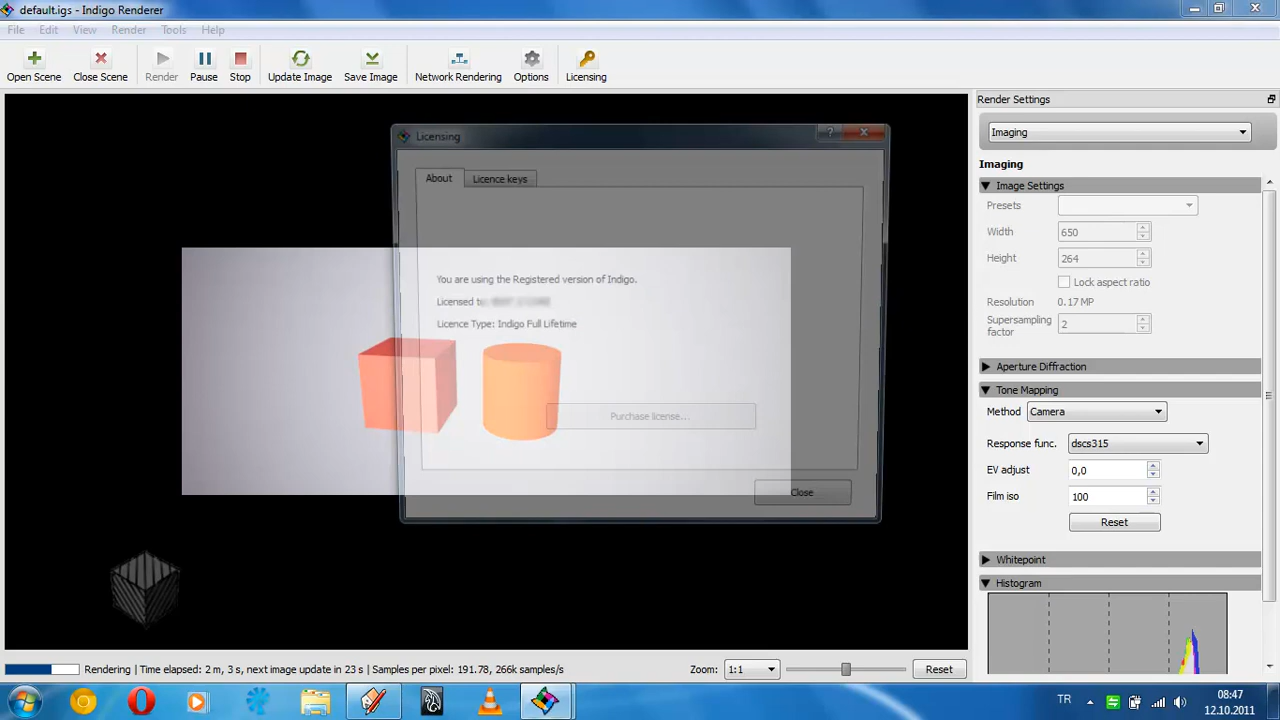 default.igs - Indigo Renderer
File Edit View Render Tools Help
Open Scene Close Scene Render Pause Stop Update Image Save Image Network Rendering Options Licensing
Render Settings
Imaging
Imaging
Image Settings
Presets
Width 650
Height 264
Lock aspect ratio
Resolution 0.17 MP
Supersampling
factor 2
Aperture Diffraction
Tone Mapping
Method Camera
Response func. dscs315
EV adjust 0,0
Film iso 100
Reset
Whitepoint
Histogram
Licensing
About Licence keys
You are using the Registered version of Indigo.
Licensed to:
Licence Type: Indigo Full Lifetime
Purchase license...
Close
Rendering | Time elapsed: 2 m, 3 s, next image update in 23 s | Samples per pixel: 191.78, 266k samples/s
Zoom: 1:1 Reset
TR 08:47
12.10.2011